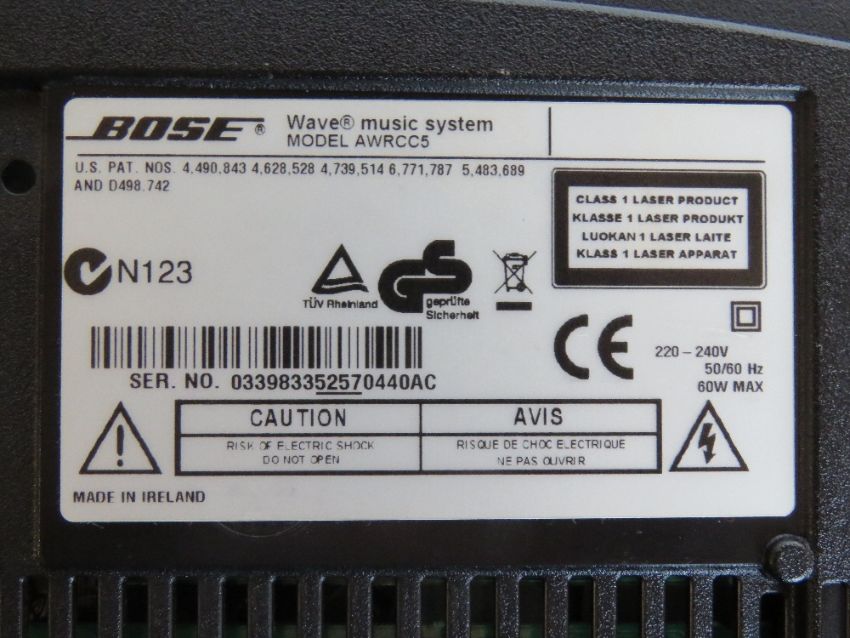 BOSE® Wave® music system
MODEL AWRCC5
U.S. PAT. NOS. 4,490,843 4,628,528 4,739,514 6,771,787 5,483,689
AND D498,742
CLASS 1 LASER PRODUCT
KLASSE 1 LASER PRODUKT
LUOKAN 1 LASER LAITE
KLASS 1 LASER APPARAT
N123
TÜV Rheinland
GS
geprüfte
Sicherheit
CE
220 – 240V
50/60 Hz
60W MAX
SER. NO. 033983352570440AC
CAUTION
RISK OF ELECTRIC SHOCK
DO NOT OPEN
AVIS
RISQUE DE CHOC ELECTRIQUE
NE PAS OUVRIR
MADE IN IRELAND